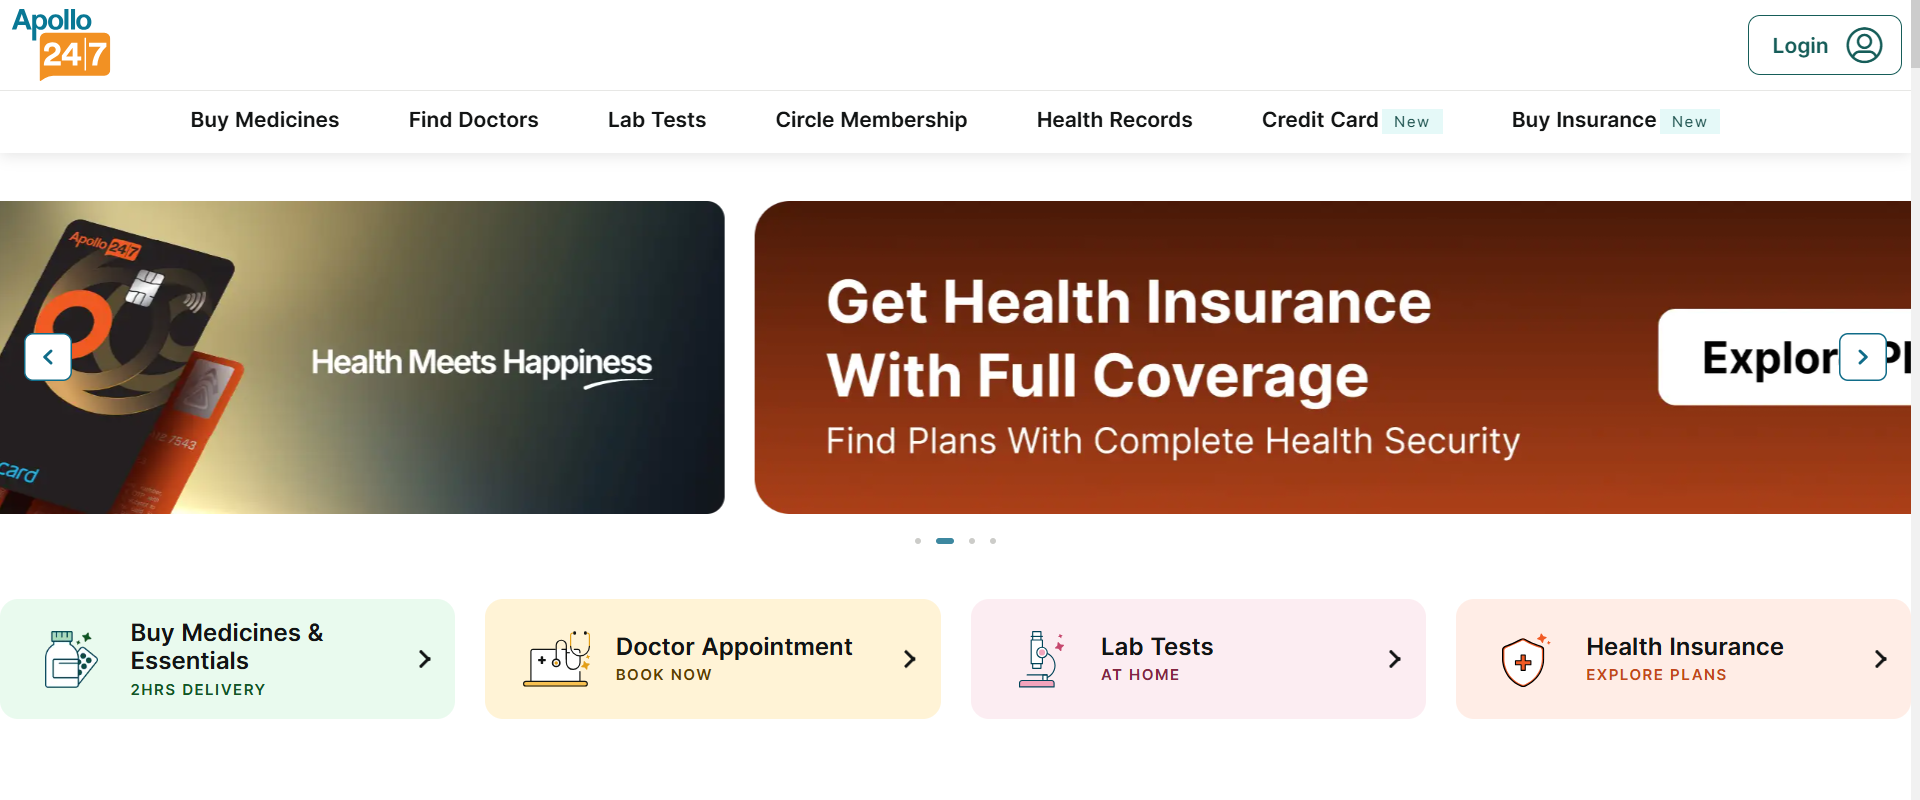 Apollo
24|7
Login
Buy Medicines
Find Doctors
Lab Tests
Circle Membership
Health Records
Credit Card New
Buy Insurance New
Apollo 24|7
7543
card
Health Meets Happiness
Get Health Insurance
With Full Coverage
Find Plans With Complete Health Security
Buy Medicines &
Essentials
2HRS DELIVERY
Doctor Appointment
BOOK NOW
Lab Tests
AT HOME
Health Insurance
EXPLORE PLANS